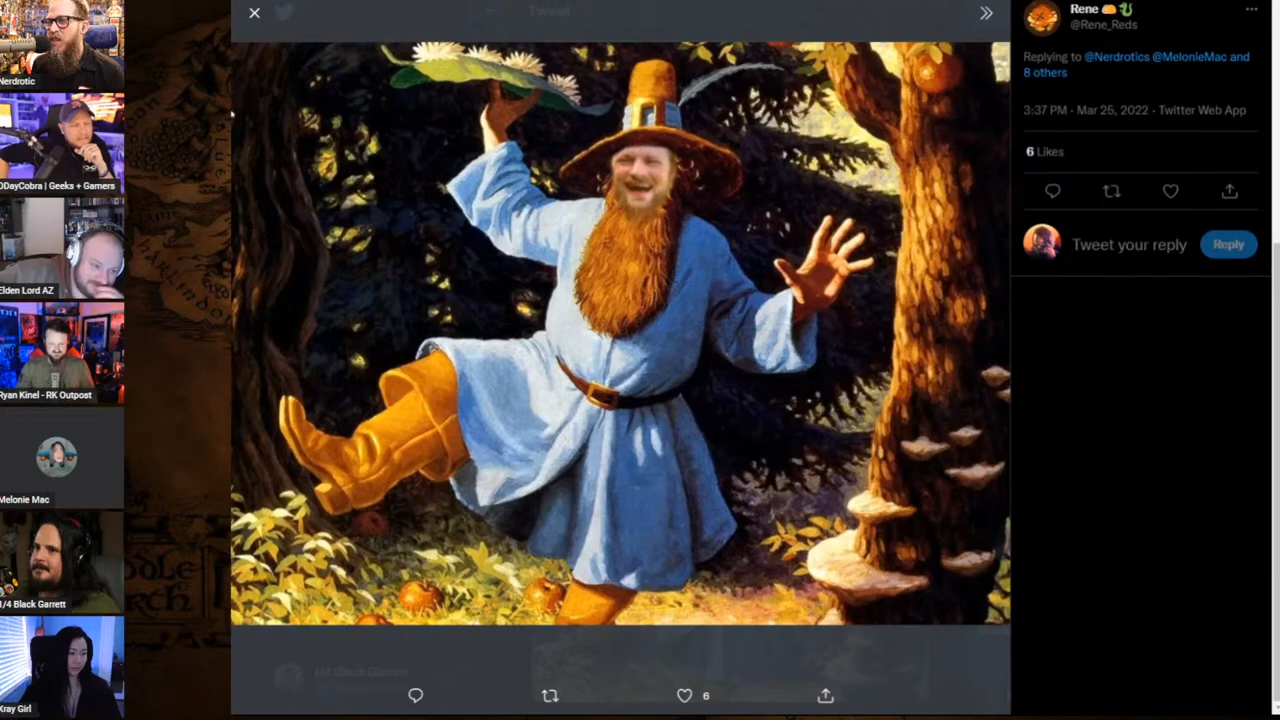 Nerdrotic
DDayCobra | Geeks + Gamers
Elden Lord AZ
Ryan Kinel - RK Outpost
Melonie Mac
1/4 Black Garrett
Xray Girl
Tweet
Rene
@Rene_Reds
Replying to @Nerdrotics @MelonieMac and
8 others
3:37 PM · Mar 25, 2022 · Twitter Web App
6 Likes
Tweet your reply
Reply
6